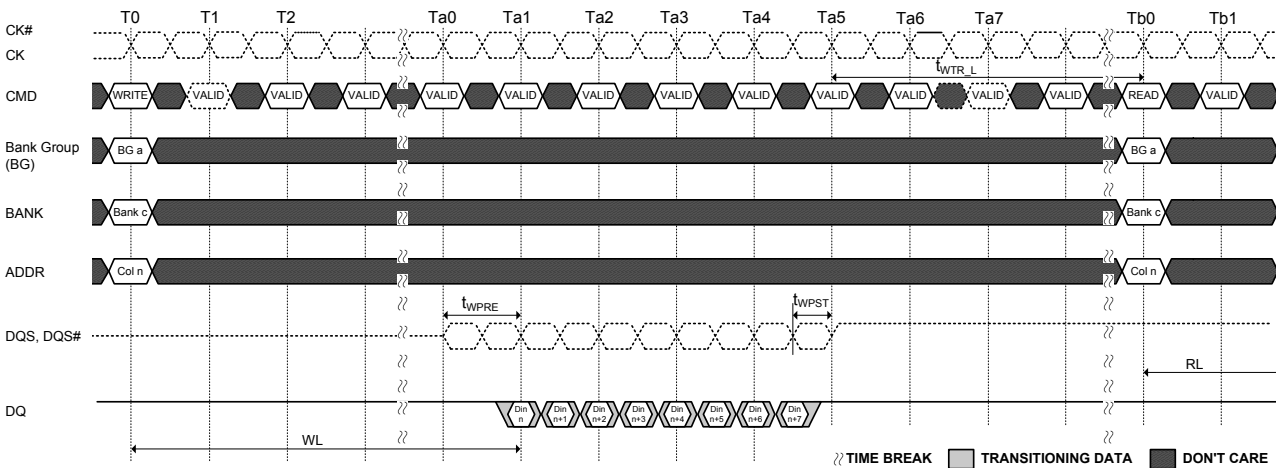 T0 T1 T2 Ta0 Ta1 Ta2 Ta3 Ta4 Ta5 Ta6 Ta7 Tb0 Tb1
CK#
CK
tWTR_L
CMD WRITE VALID VALID VALID VALID VALID VALID VALID VALID VALID VALID VALID VALID READ VALID
Bank Group BG a BG a
(BG)
BANK Bank c Bank c
ADDR Col n Col n
tWPRE tWPST
DQS, DQS#
RL
DQ Din n Din n+1 Din n+2 Din n+3 Din n+4 Din n+5 Din n+6 Din n+7
WL
TIME BREAK TRANSITIONING DATA DON'T CARE